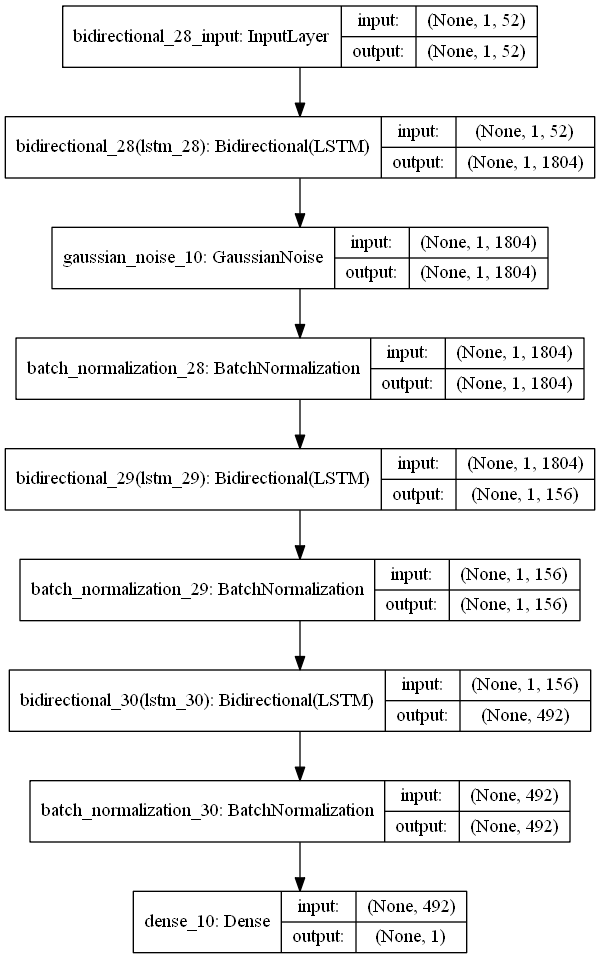 bidirectional_28_input: InputLayer
input: (None, 1, 52)
output: (None, 1, 52)
bidirectional_28(lstm_28): Bidirectional(LSTM)
input: (None, 1, 52)
output: (None, 1, 1804)
gaussian_noise_10: GaussianNoise
input: (None, 1, 1804)
output: (None, 1, 1804)
batch_normalization_28: BatchNormalization
input: (None, 1, 1804)
output: (None, 1, 1804)
bidirectional_29(lstm_29): Bidirectional(LSTM)
input: (None, 1, 1804)
output: (None, 1, 156)
batch_normalization_29: BatchNormalization
input: (None, 1, 156)
output: (None, 1, 156)
bidirectional_30(lstm_30): Bidirectional(LSTM)
input: (None, 1, 156)
output: (None, 492)
batch_normalization_30: BatchNormalization
input: (None, 492)
output: (None, 492)
dense_10: Dense
input: (None, 492)
output: (None, 1)